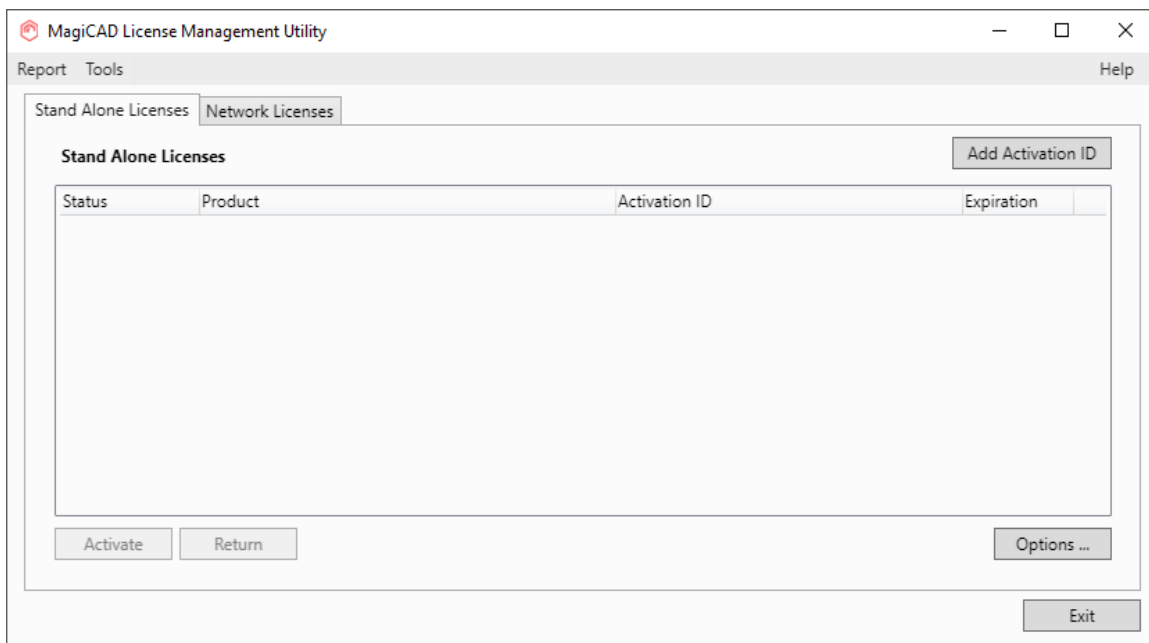 MagiCAD License Management Utility
Report Tools Help
Stand Alone Licenses Network Licenses
Stand Alone Licenses Add Activation ID
Status Product Activation ID Expiration
Activate Return Options ...
Exit